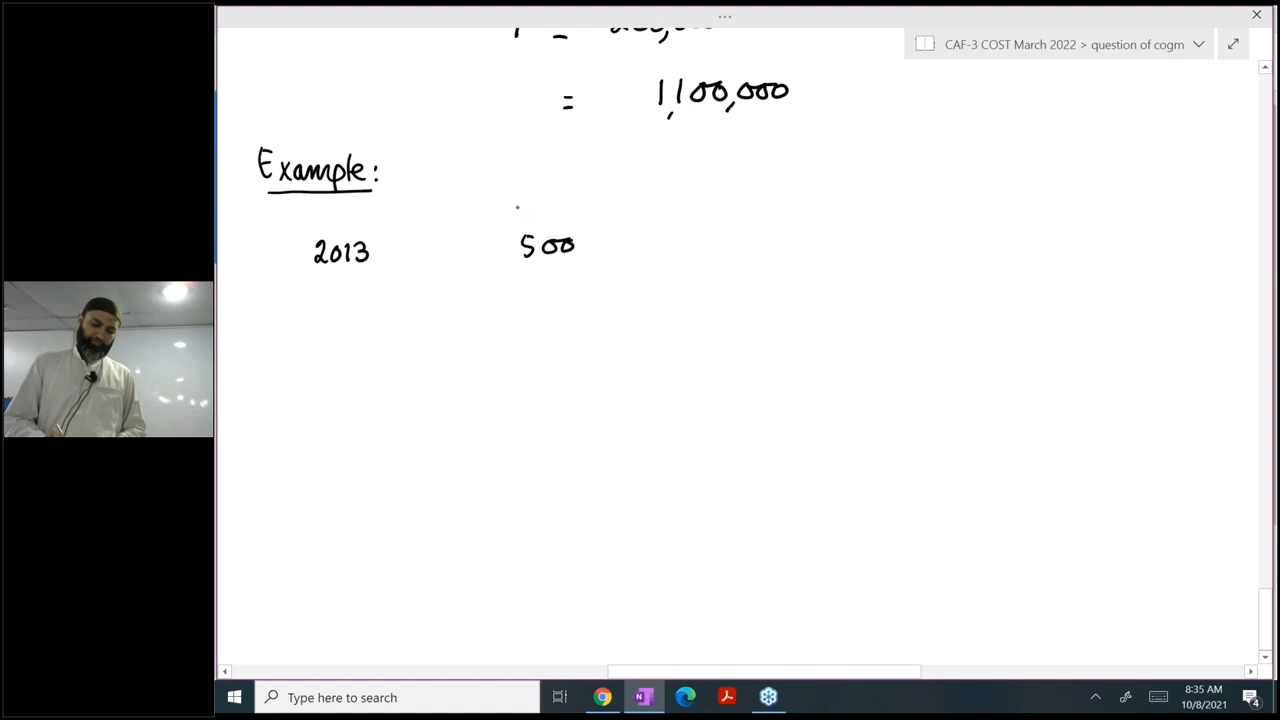 CAF-3 COST March 2022 > question of cogm
=
= 1,100,000
Example:
2013 500
Type here to search
8:35 AM
10/8/2021
4